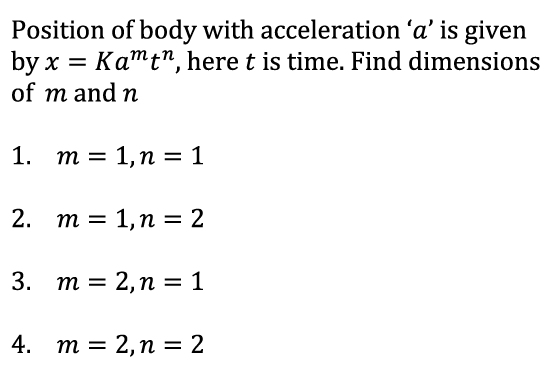 Position of body with acceleration ‘a’ is given
by x = Kaᵐtⁿ, here t is time. Find dimensions
of m and n
1. m = 1, n = 1
2. m = 1, n = 2
3. m = 2, n = 1
4. m = 2, n = 2